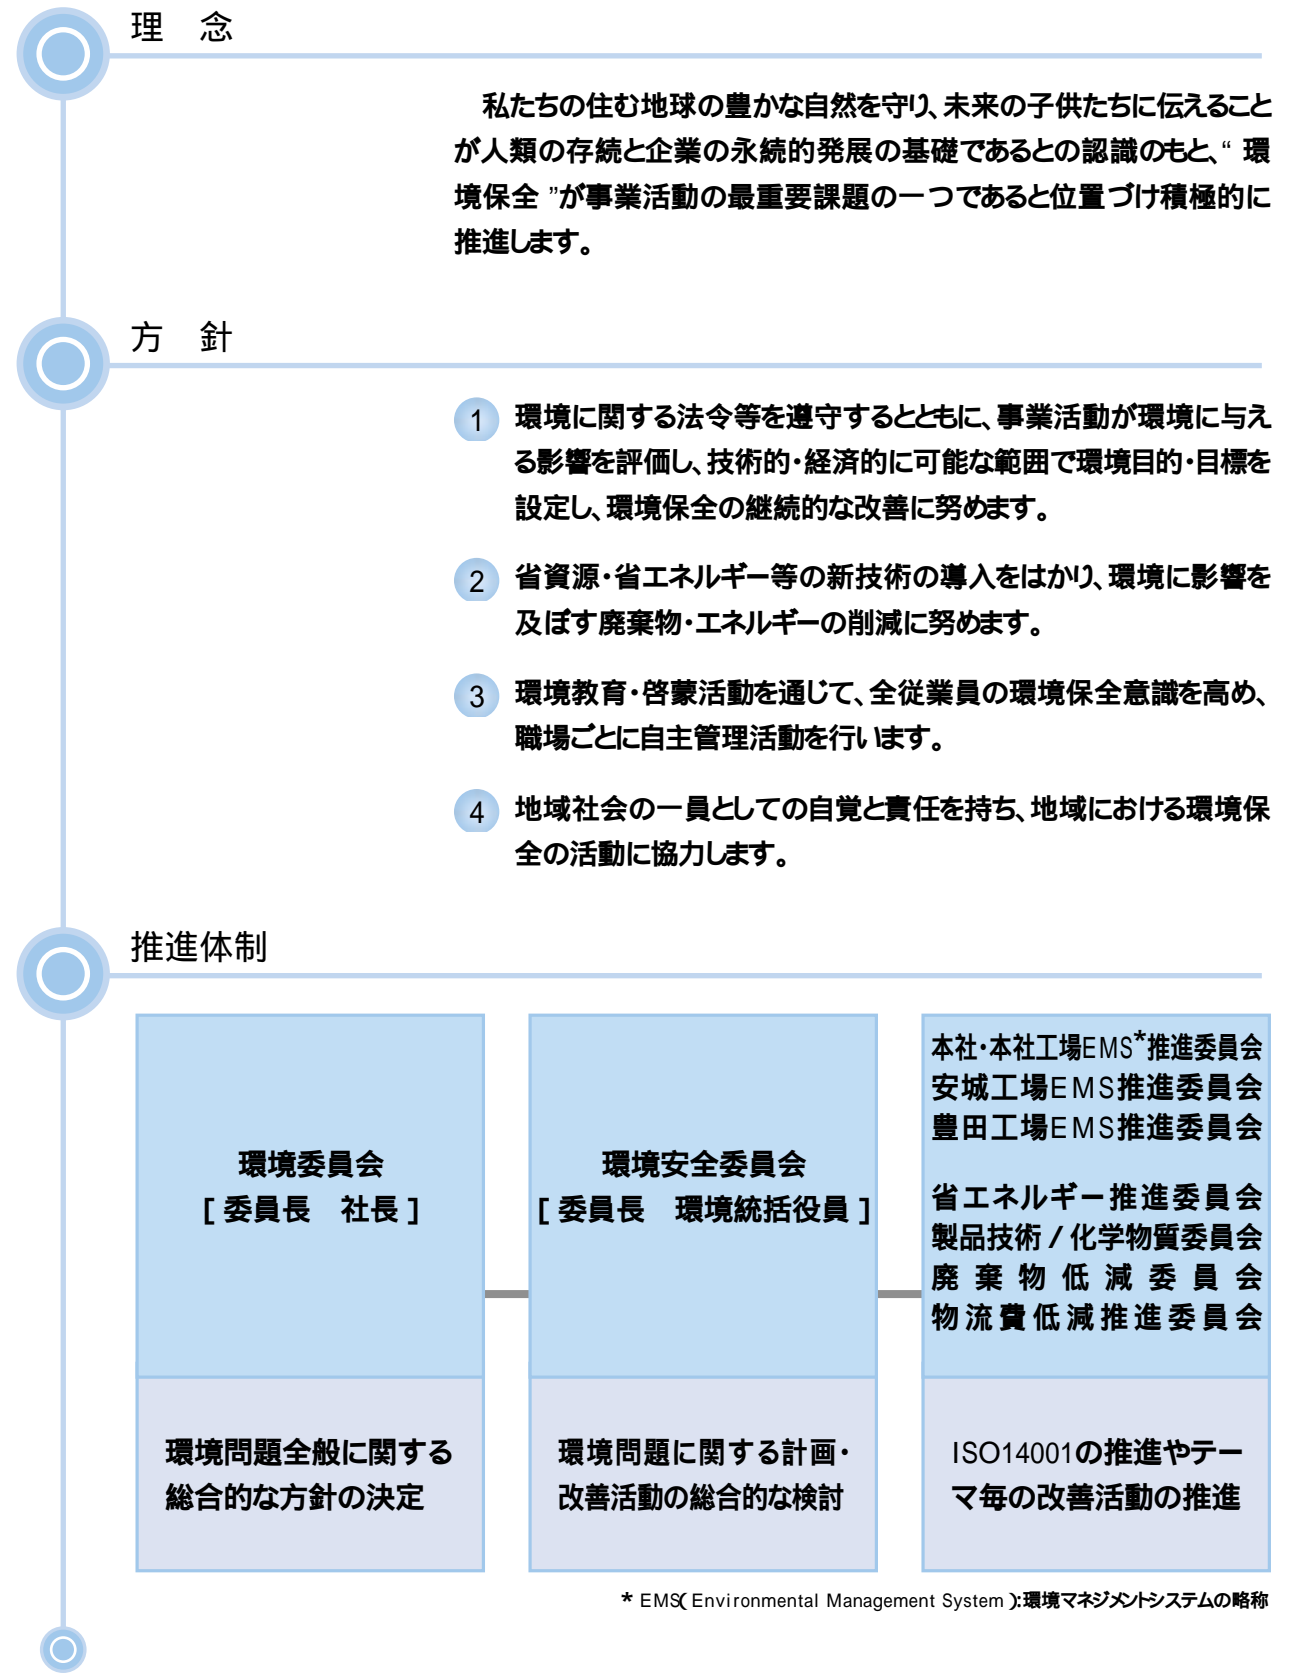 理　念
私たちの住む地球の豊かな自然を守り、未来の子供たちに伝えること
が人類の存続と企業の永続的発展の基礎であるとの認識のもと、“環
境保全”が事業活動の最重要課題の一つであると位置づけ積極的に
推進します。
方　針
1 環境に関する法令等を遵守するとともに、事業活動が環境に与え
る影響を評価し、技術的・経済的に可能な範囲で環境目的・目標を
設定し、環境保全の継続的な改善に努めます。
2 省資源・省エネルギー等の新技術の導入をはかり、環境に影響を
及ぼす廃棄物・エネルギーの削減に努めます。
3 環境教育・啓蒙活動を通じて、全従業員の環境保全意識を高め、
職場ごとに自主管理活動を行います。
4 地域社会の一員としての自覚と責任を持ち、地域における環境保
全の活動に協力します。
推進体制
環境委員会
[ 委員長　社長 ]
環境問題全般に関する
総合的な方針の決定
環境安全委員会
[ 委員長　環境統括役員 ]
環境問題に関する計画・
改善活動の総合的な検討
本社・本社工場EMS*推進委員会
安城工場EMS推進委員会
豊田工場EMS推進委員会
省エネルギー推進委員会
製品技術/化学物質委員会
廃棄物低減委員会
物流費低減推進委員会
ISO14001の推進やテー
マ毎の改善活動の推進
* EMS(Environmental Management System):環境マネジメントシステムの略称